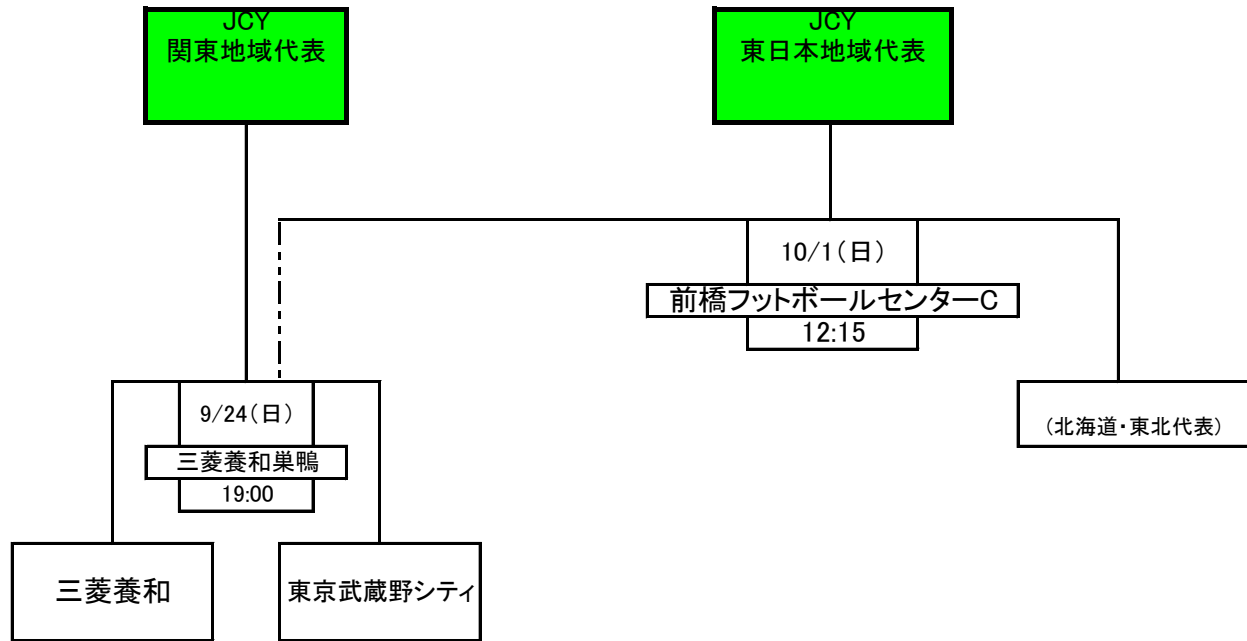 JCY
関東地域代表
JCY
東日本地域代表
10/1(日)
前橋フットボールセンターC
12:15
9/24(日)
三菱養和巣鴨
19:00
(北海道・東北代表)
三菱養和
東京武蔵野シティ